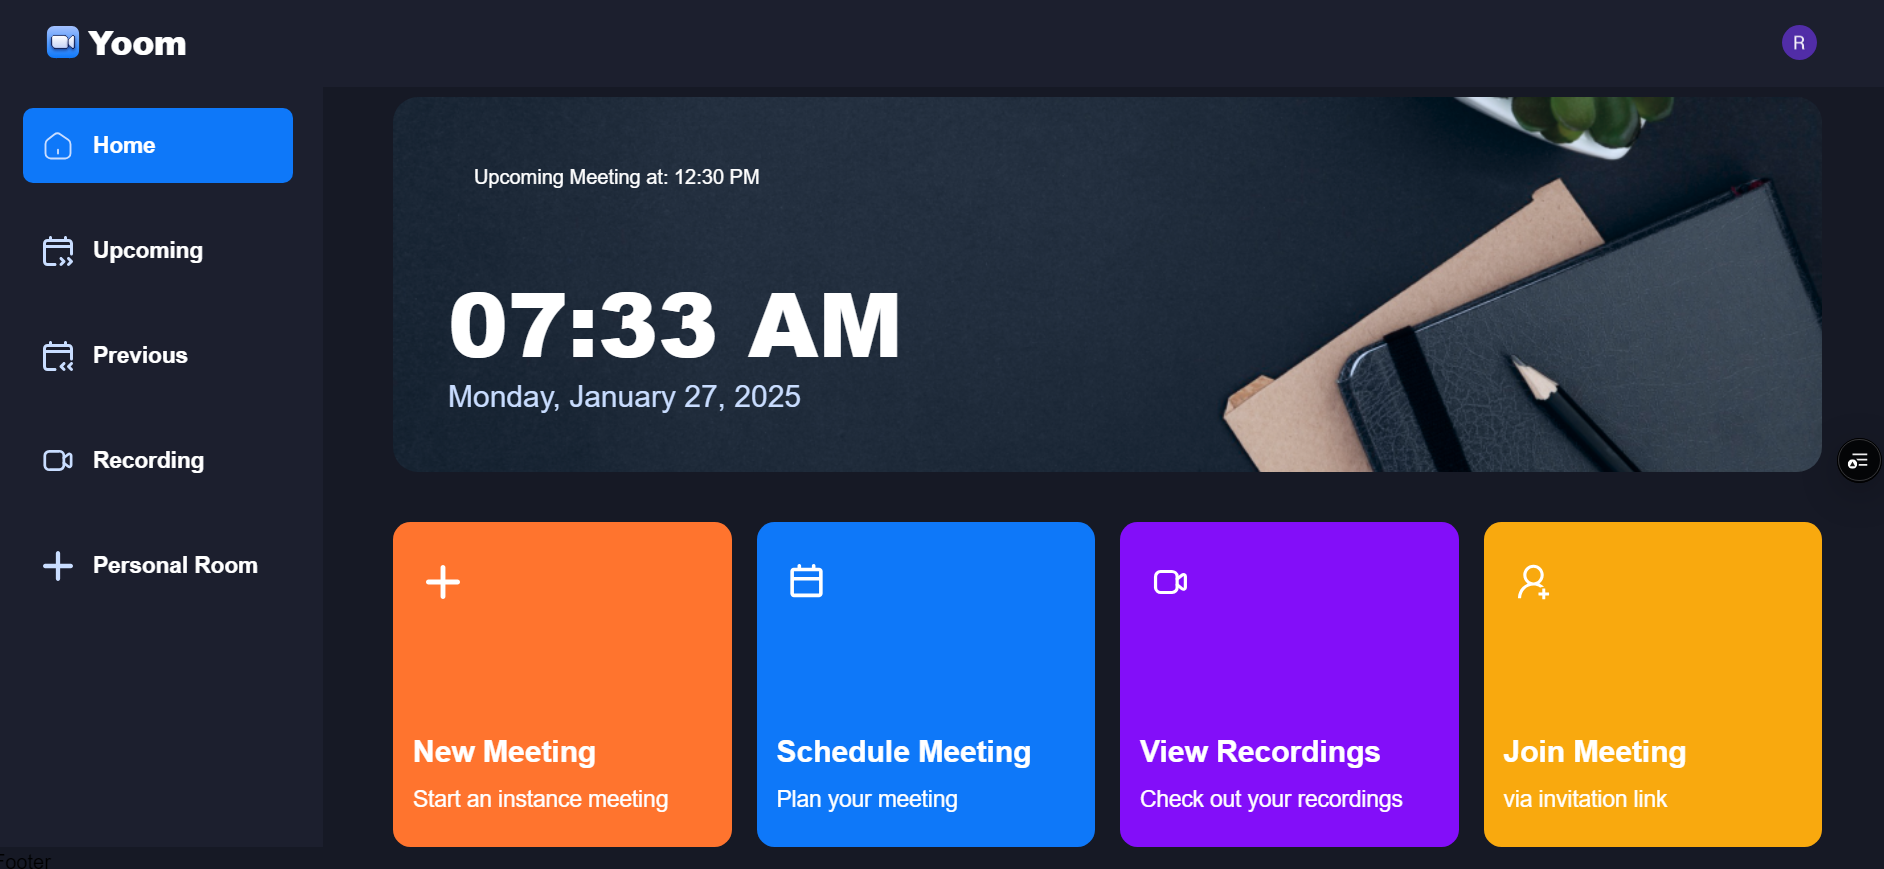 Yoom
R
Home
Upcoming
Previous
Recording
Personal Room
Upcoming Meeting at: 12:30 PM
07:33 AM
Monday, January 27, 2025
New Meeting
Start an instance meeting
Schedule Meeting
Plan your meeting
View Recordings
Check out your recordings
Join Meeting
via invitation link
Footer